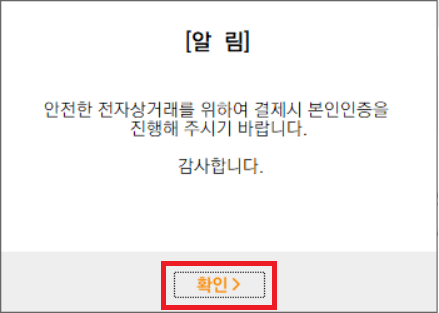 [알 림]
안전한 전자상거래를 위하여 결제시 본인인증을
진행해 주시기 바랍니다.
감사합니다.
확인 >